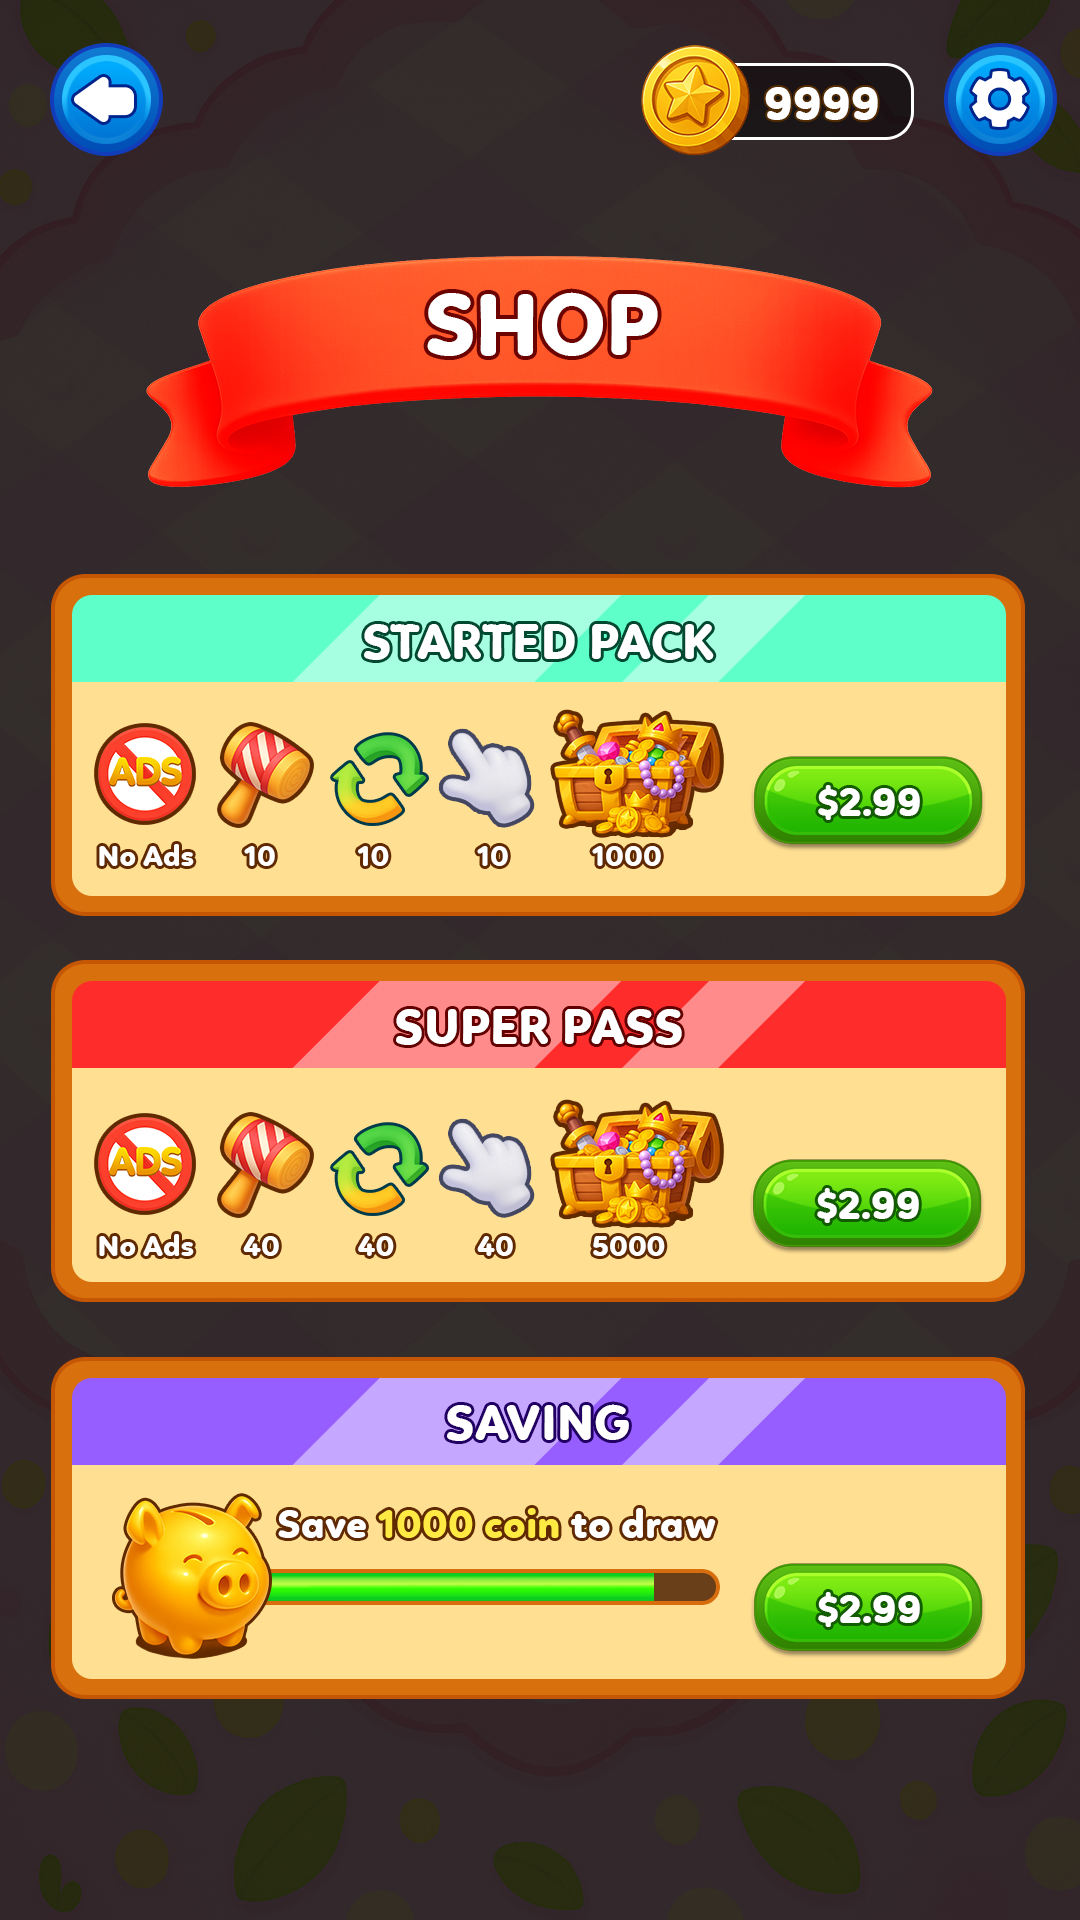 9999
SHOP
STARTED PACK
ADS
$2.99
No Ads 10 10 10 1000
SUPER PASS
ADS
$2.99
No Ads 40 40 40 5000
SAVING
Save 1000 coin to draw
$2.99